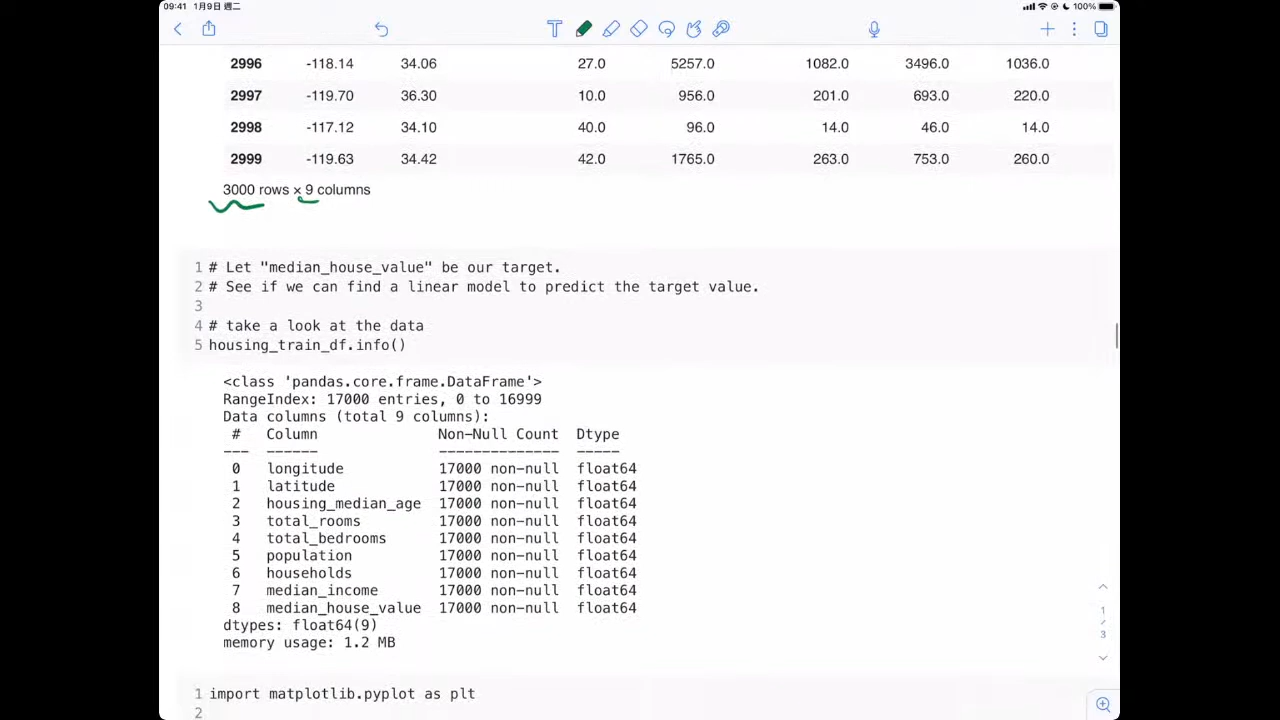 09:41 1月9日 週二
100%
2996 -118.14 34.06 27.0 5257.0 1082.0 3496.0 1036.0
2997 -119.70 36.30 10.0 956.0 201.0 693.0 220.0
2998 -117.12 34.10 40.0 96.0 14.0 46.0 14.0
2999 -119.63 34.42 42.0 1765.0 263.0 753.0 260.0
3000 rows × 9 columns
1 # Let "median_house_value" be our target.
2 # See if we can find a linear model to predict the target value.
3
4 # take a look at the data
5 housing_train_df.info()
<class 'pandas.core.frame.DataFrame'>
RangeIndex: 17000 entries, 0 to 16999
Data columns (total 9 columns):
# Column Non-Null Count Dtype
--- ------ -------------- -----
0 longitude 17000 non-null float64
1 latitude 17000 non-null float64
2 housing_median_age 17000 non-null float64
3 total_rooms 17000 non-null float64
4 total_bedrooms 17000 non-null float64
5 population 17000 non-null float64
6 households 17000 non-null float64
7 median_income 17000 non-null float64
8 median_house_value 17000 non-null float64
dtypes: float64(9)
memory usage: 1.2 MB
1
/
3
1 import matplotlib.pyplot as plt
2